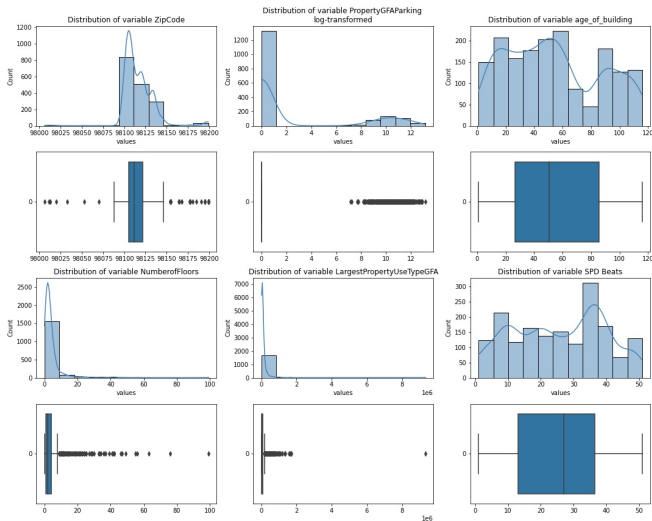 Distribution of variable ZipCode
Count
1200
1000
800
600
400
200
0
98000 98025 98050 98075 98100 98125 98150 98175 98200
values
Distribution of variable PropertyGFAParking
log-transformed
Count
1200
1000
800
600
400
200
0
0 2 4 6 8 10 12
values
Distribution of variable age_of_building
Count
200
150
100
50
0
0 20 40 60 80 100 120
values
0
98000 98025 98050 98075 98100 98125 98150 98175 98200
0
0 2 4 6 8 10 12
0
0 20 40 60 80 100 120
Distribution of variable NumberofFloors
Count
2500
2000
1500
1000
500
0
0 20 40 60 80 100
values
Distribution of variable LargestPropertyUseTypeGFA
Count
7000
6000
5000
4000
3000
2000
1000
0
0 2 4 6 8
1e6
values
Distribution of variable SPD Beats
Count
300
250
200
150
100
50
0
0 10 20 30 40 50
values
0
0 20 40 60 80 100
0
0 2 4 6 8
1e6
0
0 10 20 30 40 50